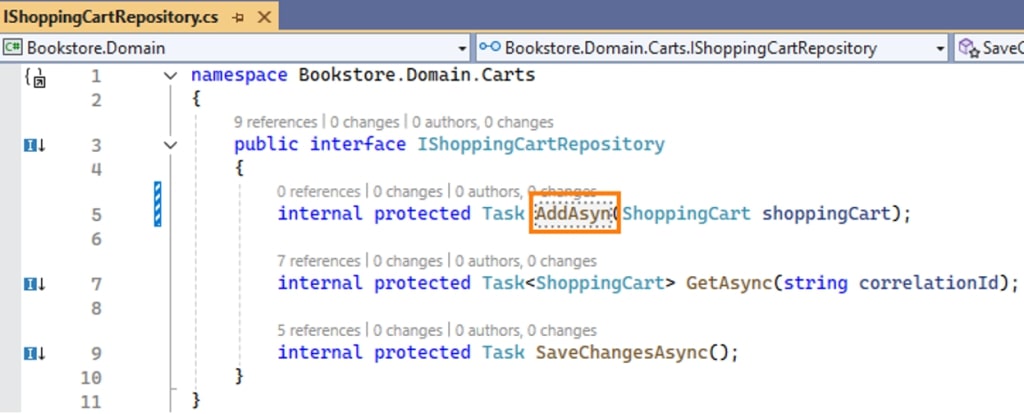 IShoppingCartRepository.cs
C# Bookstore.Domain Bookstore.Domain.Carts.IShoppingCartRepository SaveC
1 namespace Bookstore.Domain.Carts
2 {
9 references | 0 changes | 0 authors, 0 changes
3 public interface IShoppingCartRepository
4 {
0 references | 0 changes | 0 authors, 0 changes
5 internal protected Task AddAsyn(ShoppingCart shoppingCart);
6
7 references | 0 changes | 0 authors, 0 changes
7 internal protected Task<ShoppingCart> GetAsync(string correlationId);
8
5 references | 0 changes | 0 authors, 0 changes
9 internal protected Task SaveChangesAsync();
10 }
11 }